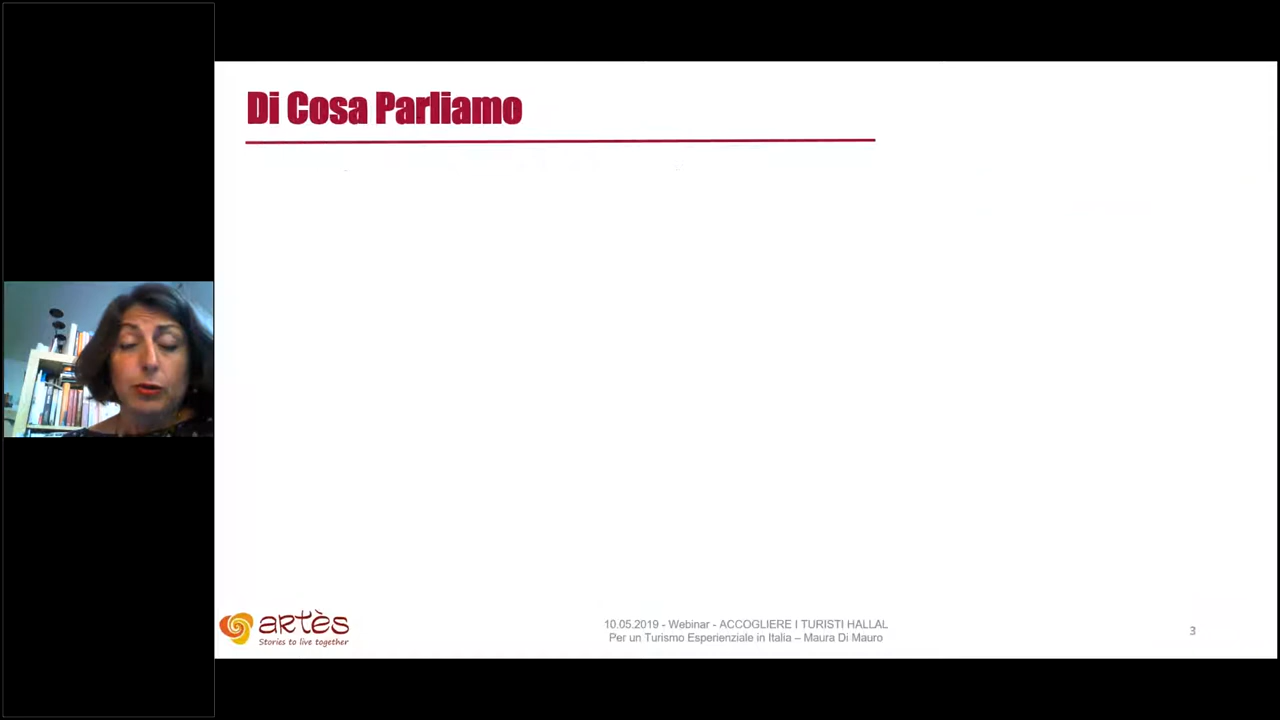 Di Cosa Parliamo
artès
Stories to live together
10.05.2019 - Webinar - ACCOGLIERE I TURISTI HALLAL
Per un Turismo Esperienziale in Italia – Maura Di Mauro
3